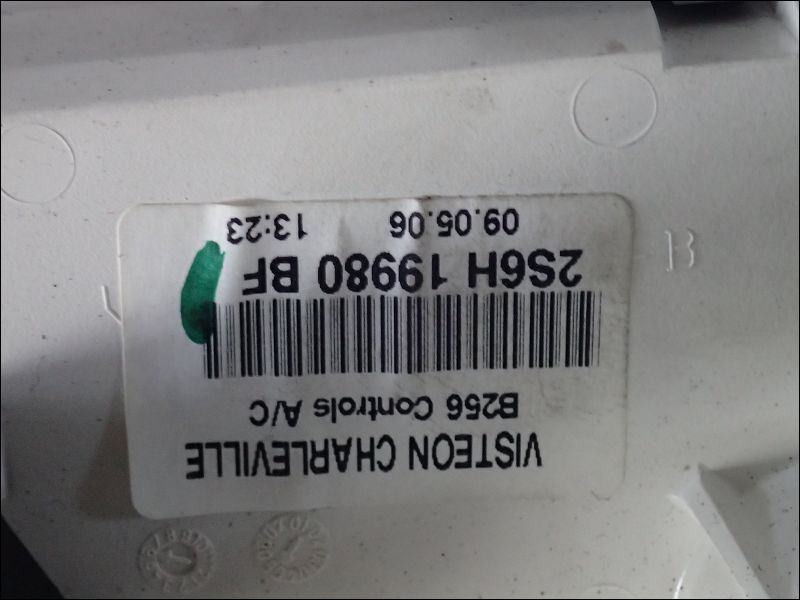 VISTEON CHARLEVILLE
B256 Controls A/C
2S6H 19980 BF
09.05.06 13:23
B